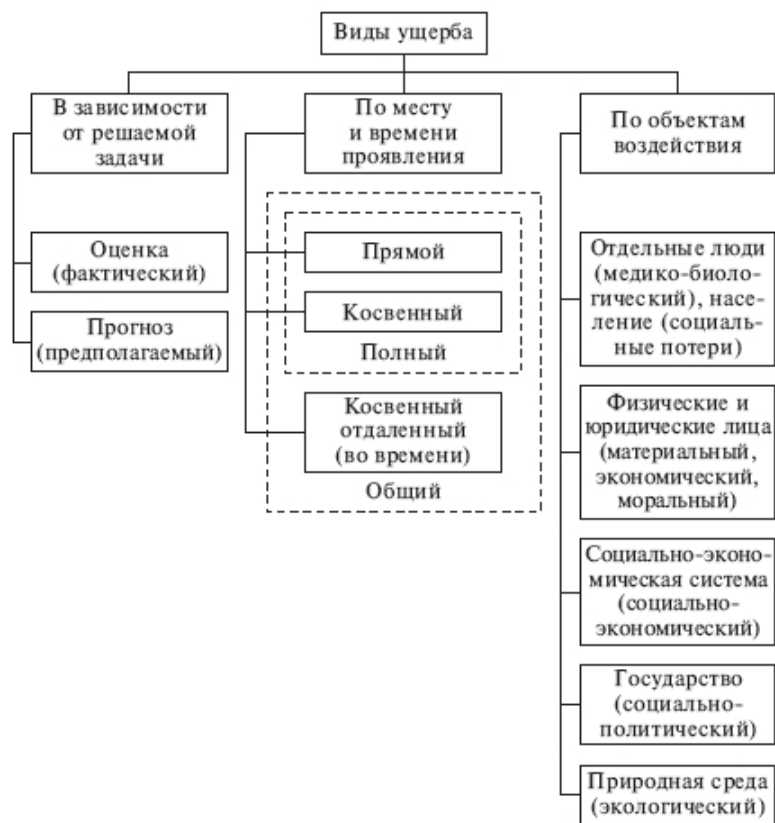 Виды ущерба
В зависимости
от решаемой
задачи
Оценка
(фактический)
Прогноз
(предполагаемый)
По месту
и времени
проявления
Прямой
Косвенный
Полный
Косвенный
отдаленный
(во времени)
Общий
По объектам
воздействия
Отдельные люди
(медико-биоло-
гический), насе-
ление (социаль-
ные потери)
Физические и
юридические лица
(материальный,
экономический,
моральный)
Социально-эконо-
мическая система
(социально-
экономический)
Государство
(социально-
политический)
Природная среда
(экологический)